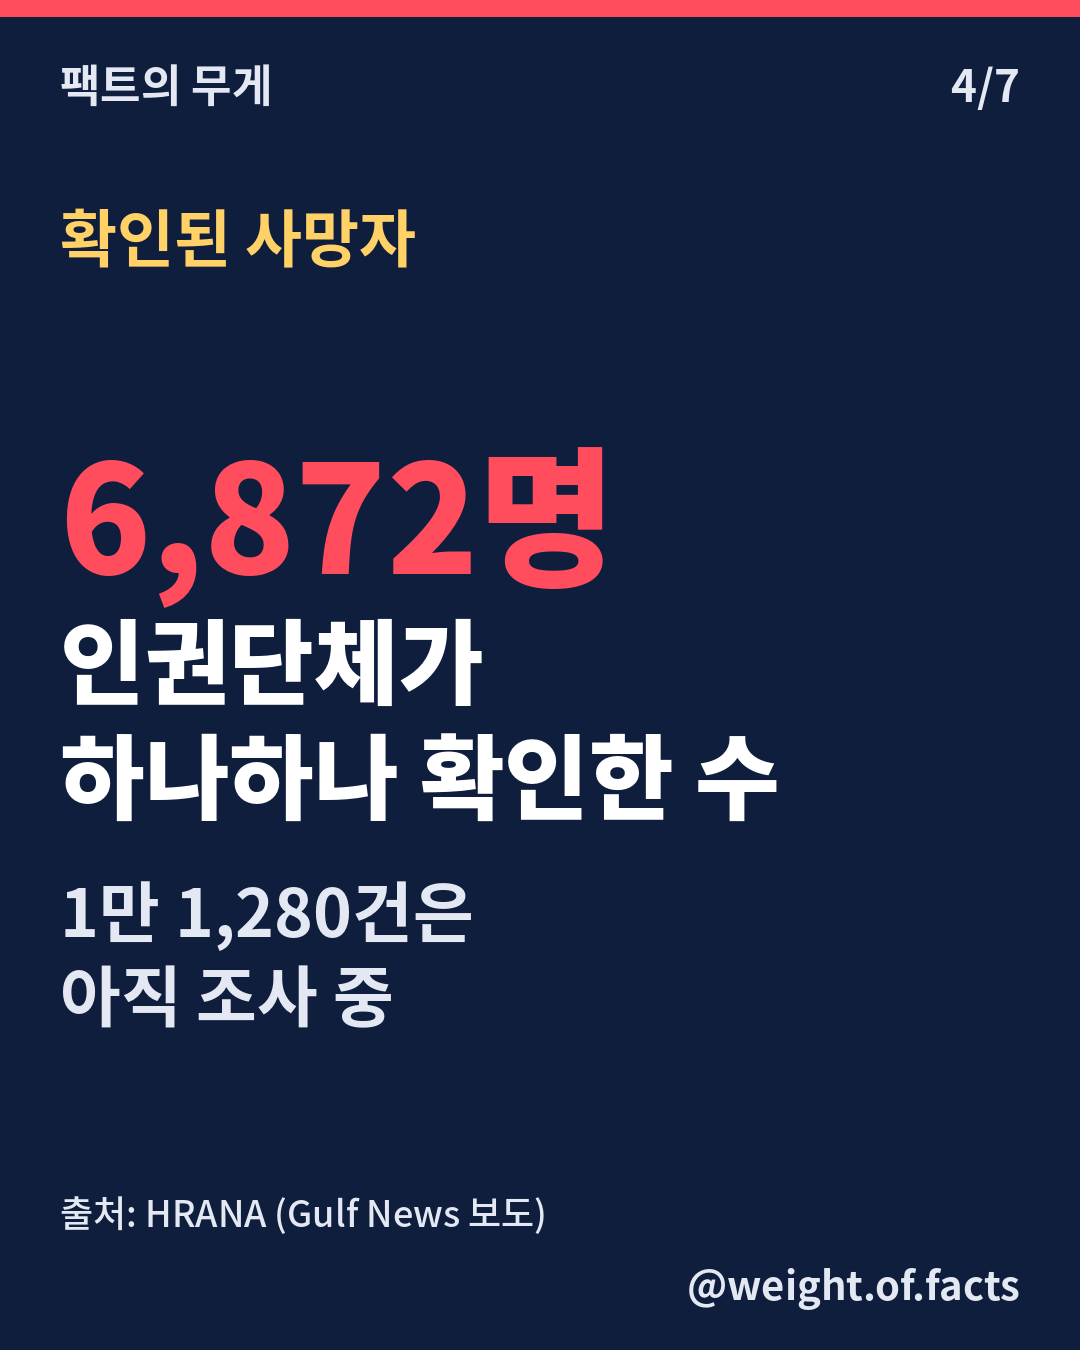 팩트의 무게
4/7
확인된 사망자
6,872명
인권단체가
하나하나 확인한 수
1만 1,280건은
아직 조사 중
출처: HRANA (Gulf News 보도)
@weight.of.facts